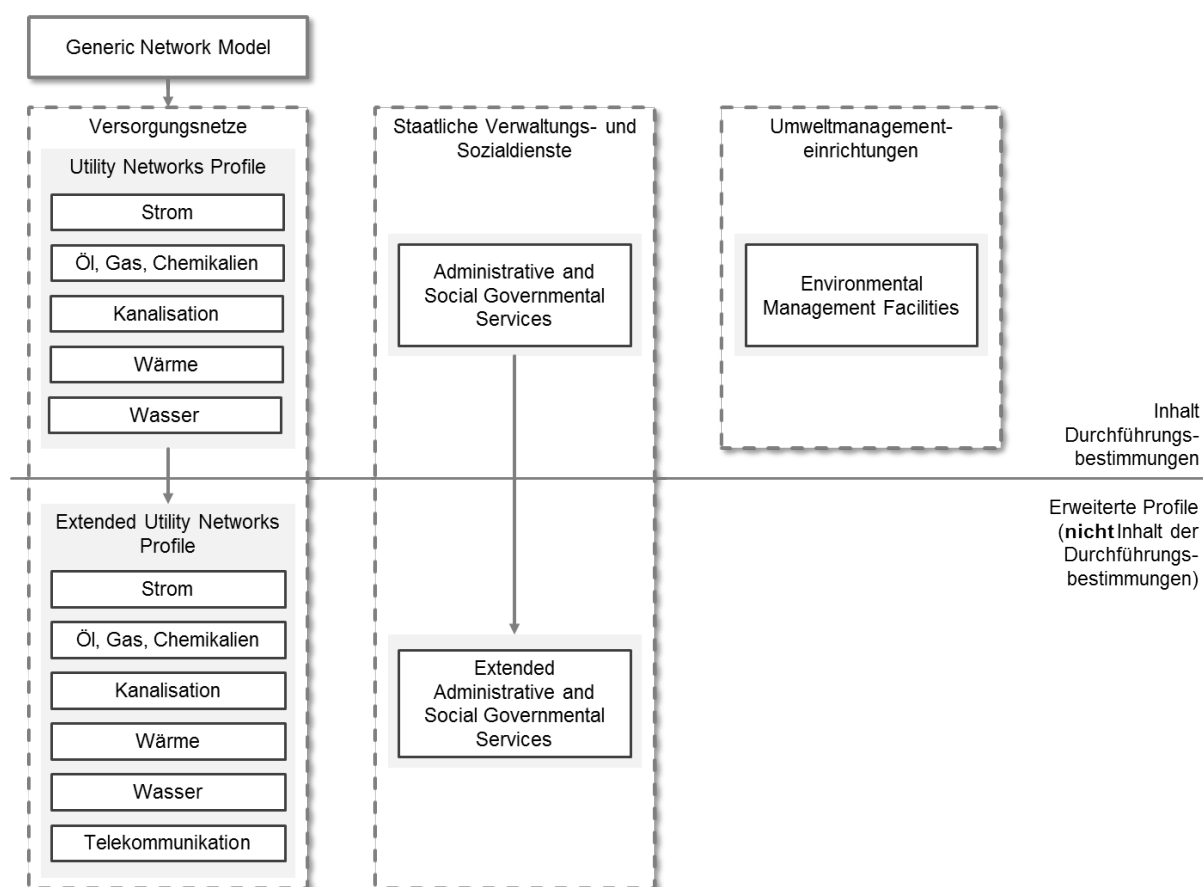 Generic Network Model
Versorgungsnetze
Utility Networks Profile
Strom
Öl, Gas, Chemikalien
Kanalisation
Wärme
Wasser
Extended Utility Networks
Profile
Strom
Öl, Gas, Chemikalien
Kanalisation
Wärme
Wasser
Telekommunikation
Staatliche Verwaltungs- und
Sozialdienste
Administrative and
Social Governmental
Services
Extended
Administrative and
Social Governmental
Services
Umweltmanagement-
einrichtungen
Environmental
Management Facilities
Inhalt
Durchführungs-
bestimmungen
Erweiterte Profile
(nicht Inhalt der
Durchführungs-
bestimmungen)